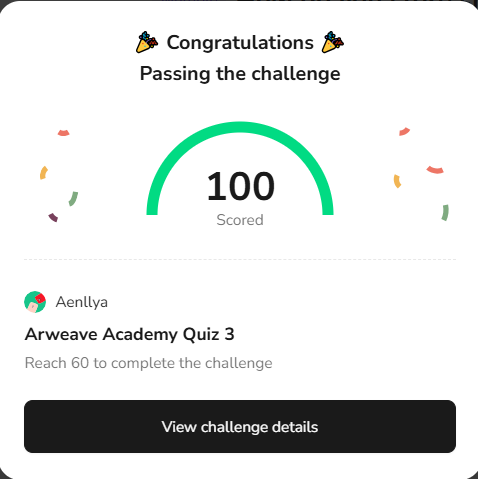 🎉 Congratulations 🎉
Passing the challenge
100
Scored
Aenllya
Arweave Academy Quiz 3
Reach 60 to complete the challenge
View challenge details